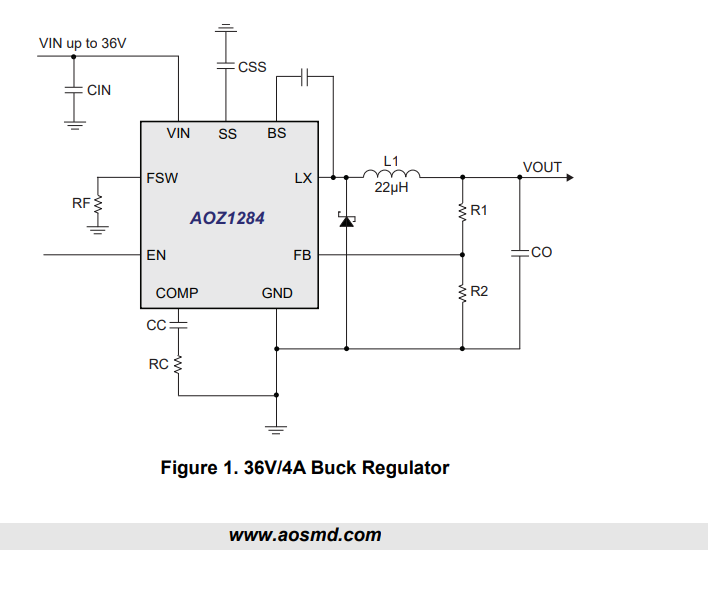 VIN up to 36V
CSS
CIN
VIN SS BS
L1
VOUT
FSW LX
22µH
RF
R1
AOZ1284
EN FB
CO
R2
COMP GND
CC
RC
Figure 1. 36V/4A Buck Regulator
www.aosmd.com